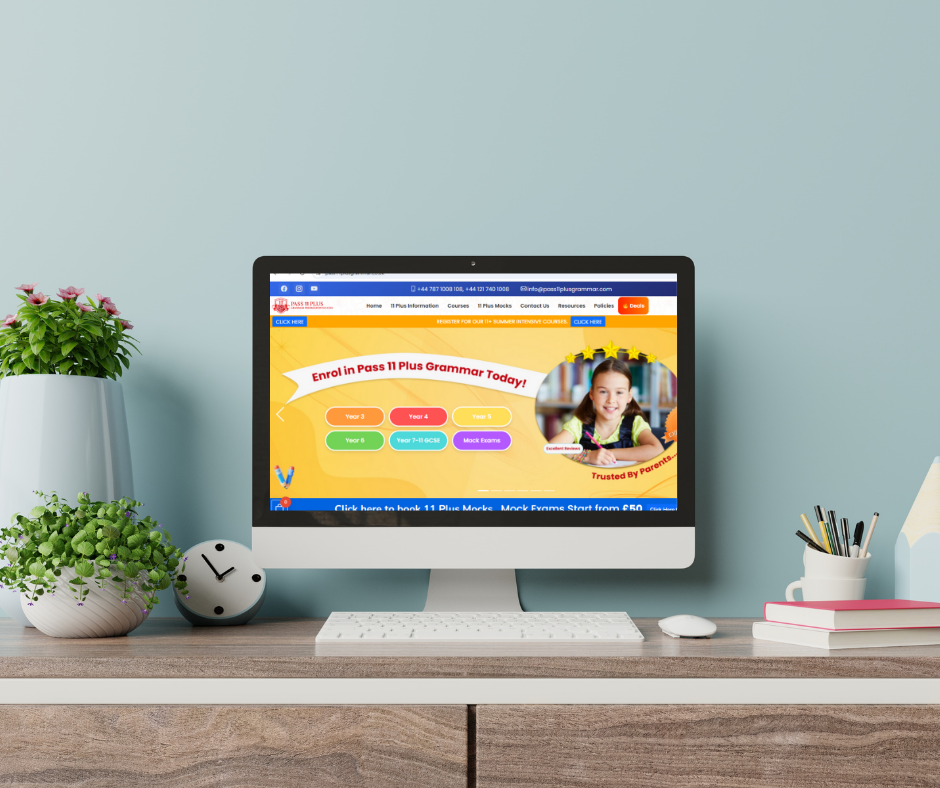 +44 787 1008 108, +44 121 740 1008
info@pass11plusgrammar.com
PASS 11 PLUS
Home 11 Plus Information Courses 11 Plus Mocks Contact Us Resources Policies Deals
CLICK HERE
REGISTER FOR OUR 11+ SUMMER INTENSIVE COURSES. CLICK HERE
Enrol in Pass 11 Plus Grammar Today!
Year 3 Year 4 Year 5
Year 6 Year 7-11 GCSE Mock Exams
Excellent Reviews
Trusted By Parents...
Click here to book 11 Plus Mocks Mock Exams Start from £50 Click Here